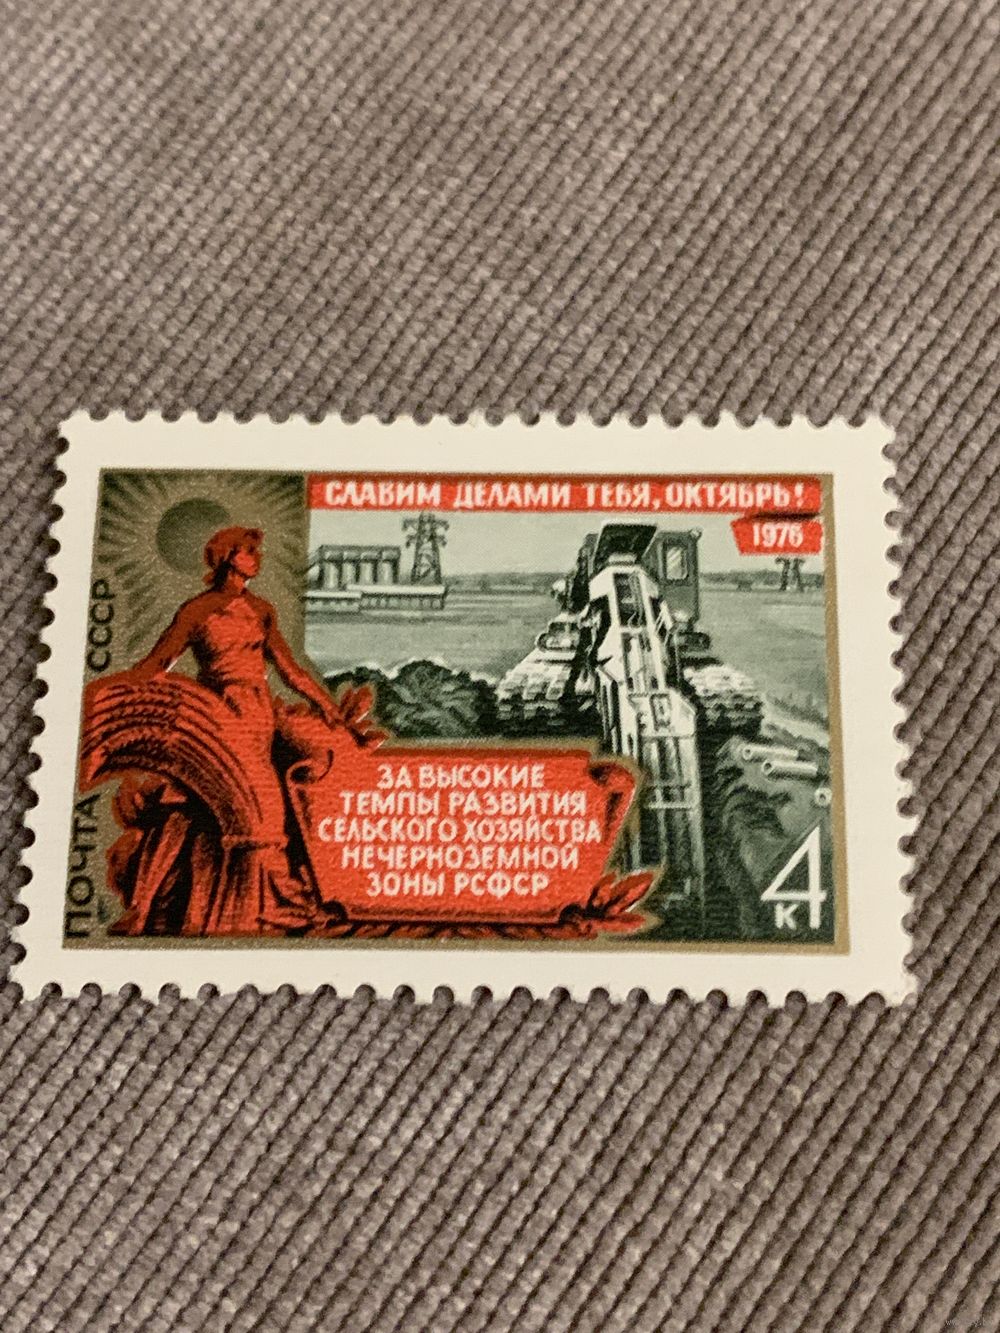 СЛАВИМ ДЕЛАМИ ТЕБЯ, ОКТЯБРЬ!
1976
ПОЧТА СССР
ЗА ВЫСОКИЕ
ТЕМПЫ РАЗВИТИЯ
СЕЛЬСКОГО ХОЗЯЙСТВА
НЕЧЕРНОЗЕМНОЙ
ЗОНЫ РСФСР
4
К